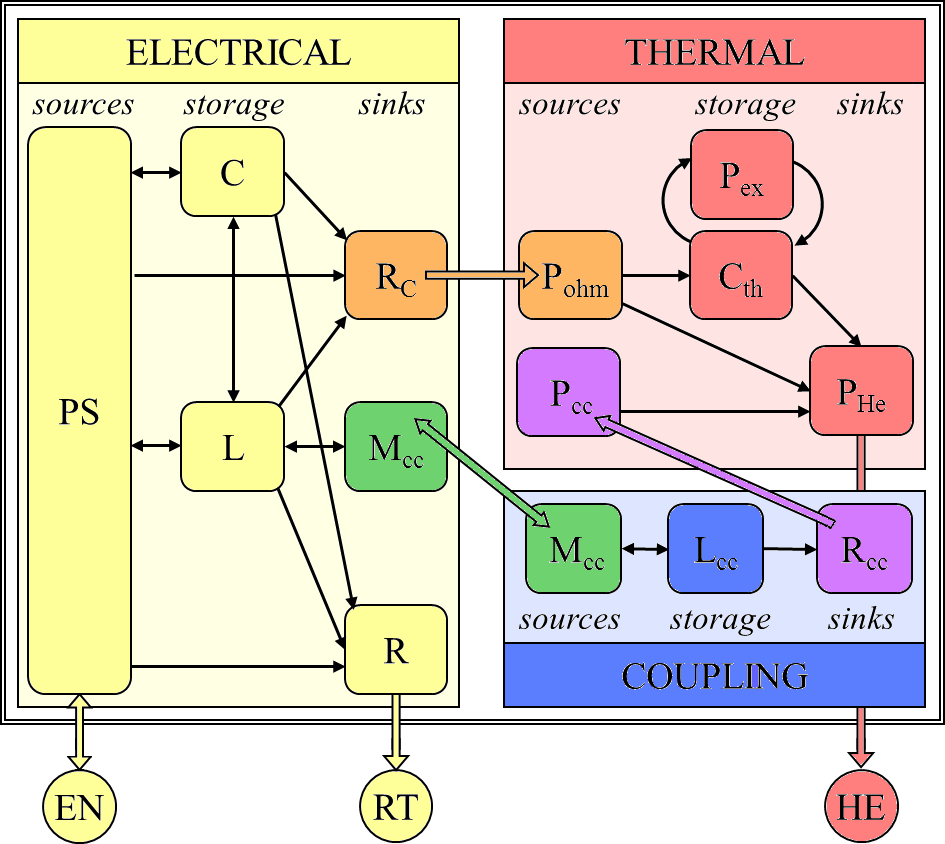 ELECTRICAL
sources storage sinks
PS
C
R_C
L
M_cc
R
THERMAL
sources storage sinks
P_ex
P_ohm
C_th
P_cc
P_He
M_cc
L_cc
R_cc
sources storage sinks
COUPLING
EN
RT
HE